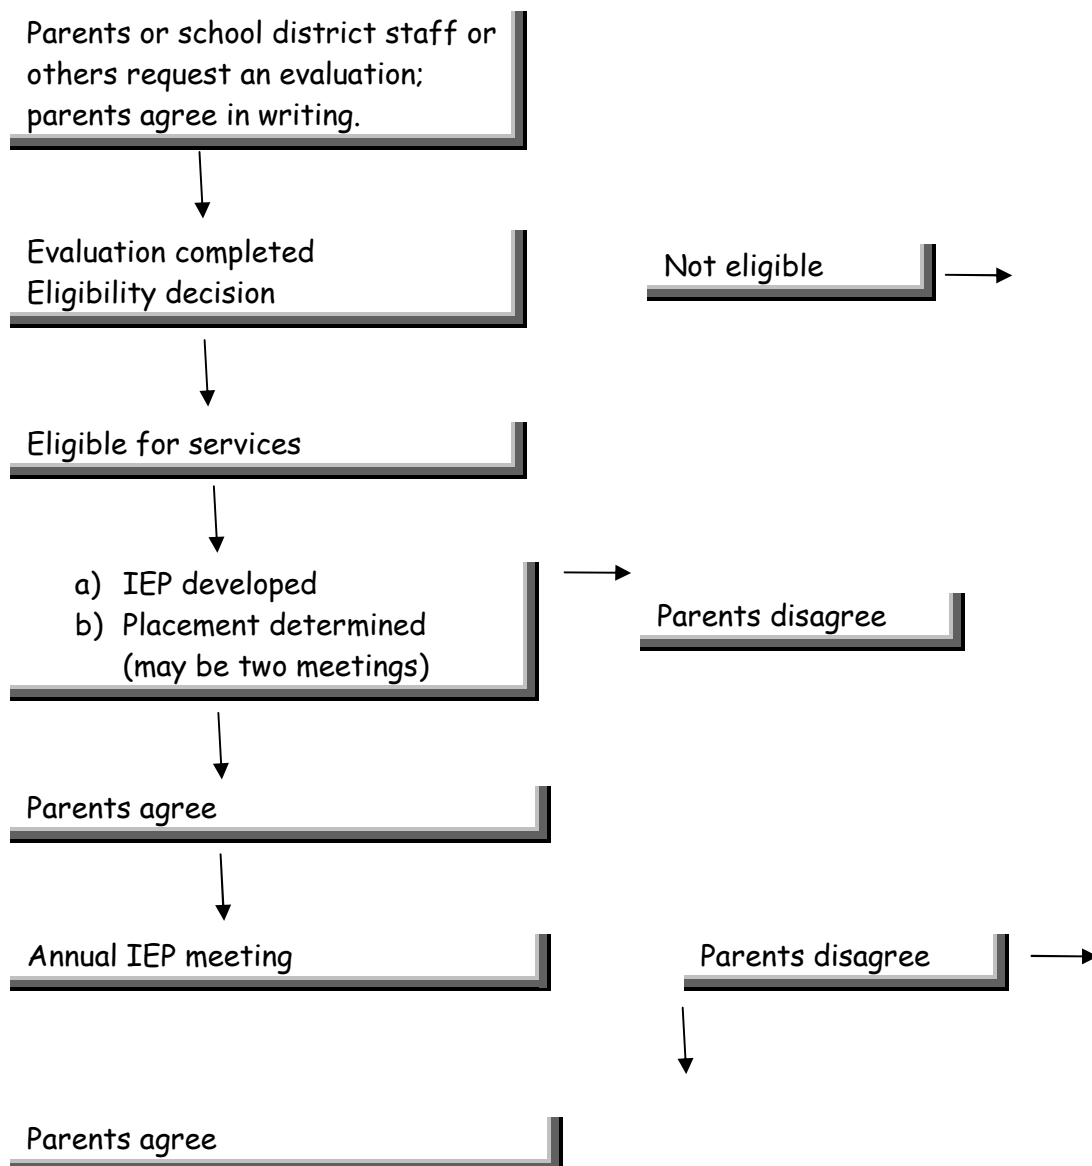 Parents or school district staff or
others request an evaluation;
parents agree in writing.
Evaluation completed
Eligibility decision
Not eligible
Eligible for services
a) IEP developed
b) Placement determined
(may be two meetings)
Parents disagree
Parents agree
Annual IEP meeting
Parents disagree
Parents agree